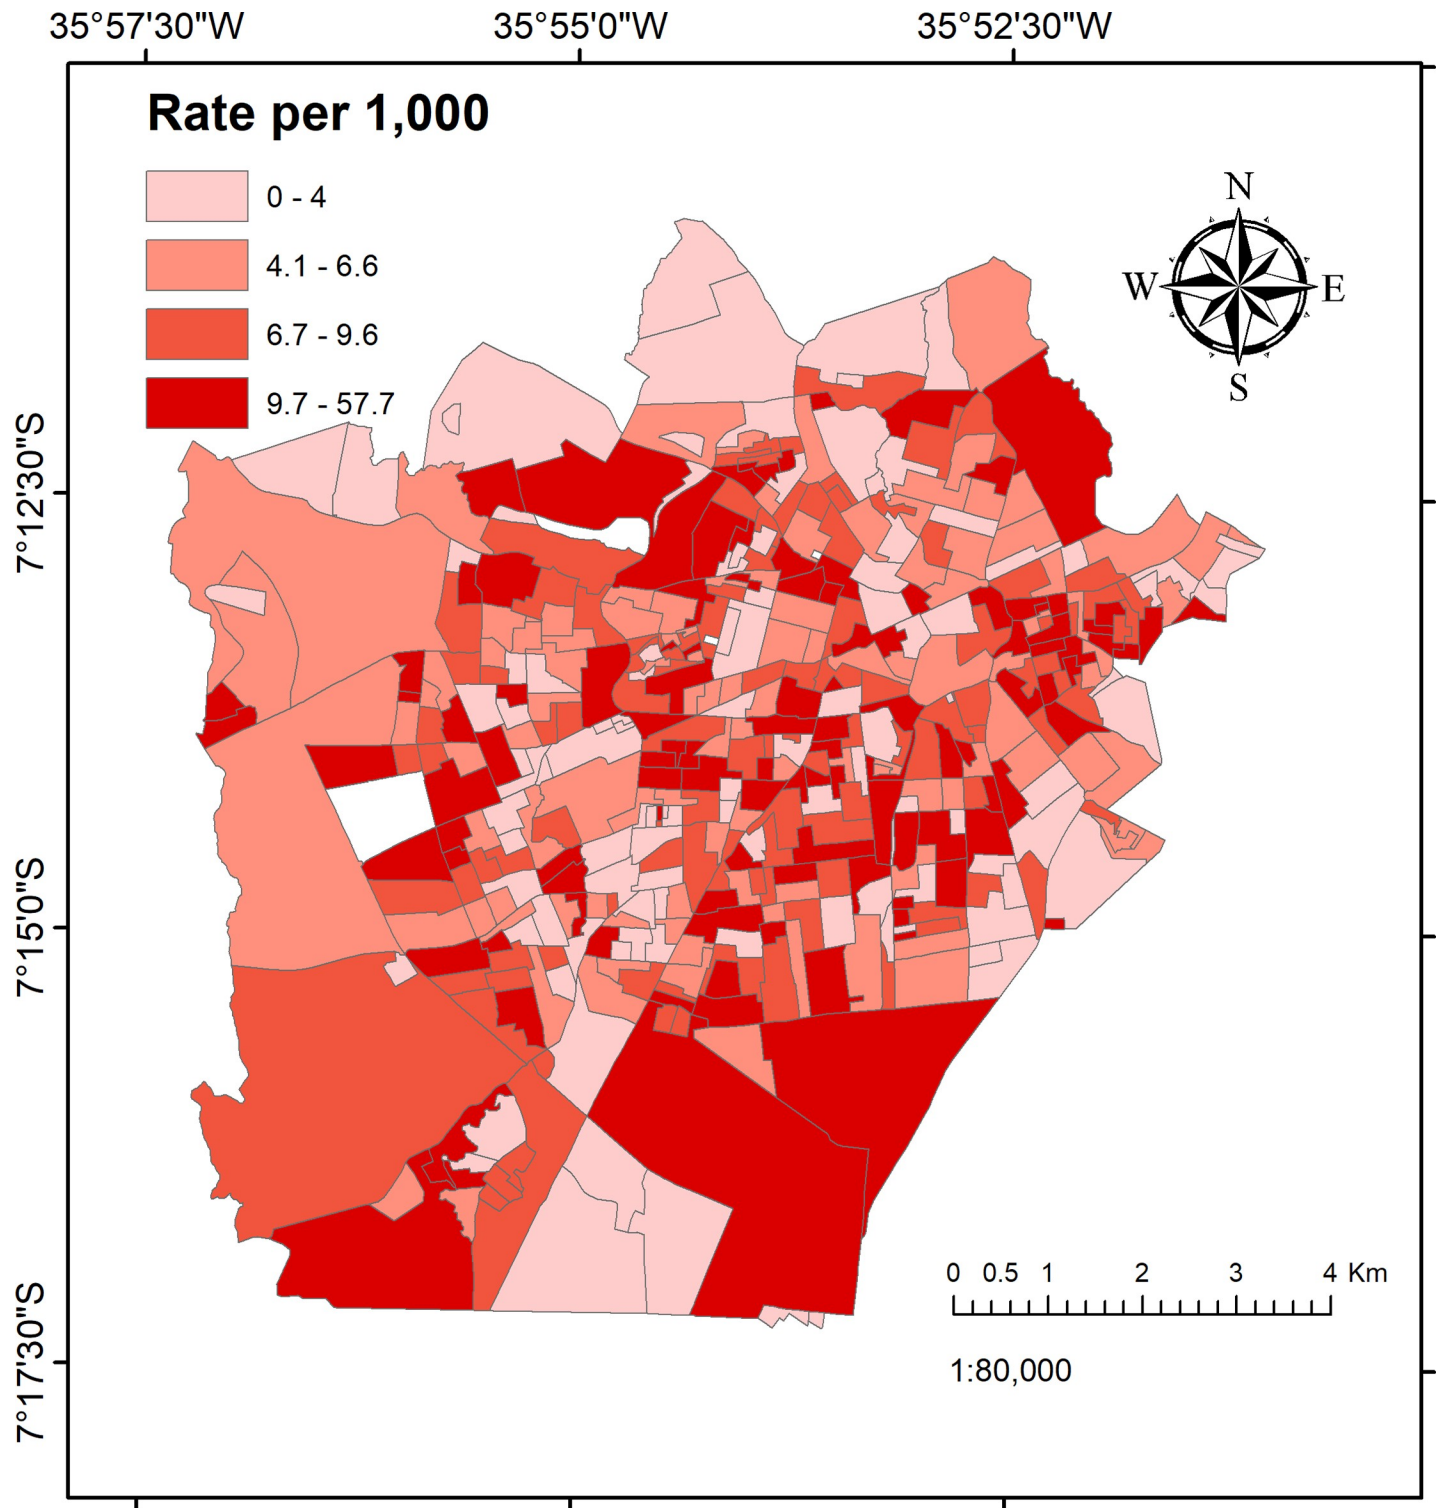 35°57'30"W
35°55'0"W
35°52'30"W
Rate per 1,000
0 - 4
4.1 - 6.6
6.7 - 9.6
9.7 - 57.7
N
W
E
S
7°12'30"S
7°15'0"S
7°17'30"S
0 0.5 1 2 3 4 Km
1:80,000